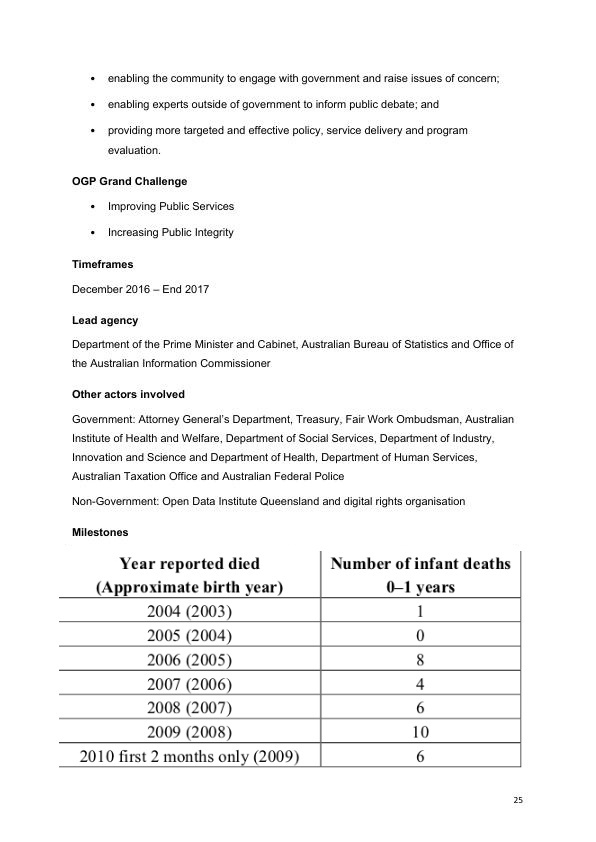 • enabling the community to engage with government and raise issues of concern;
• enabling experts outside of government to inform public debate; and
• providing more targeted and effective policy, service delivery and program
evaluation.
OGP Grand Challenge
• Improving Public Services
• Increasing Public Integrity
Timeframes
December 2016 – End 2017
Lead agency
Department of the Prime Minister and Cabinet, Australian Bureau of Statistics and Office of
the Australian Information Commissioner
Other actors involved
Government: Attorney General's Department, Treasury, Fair Work Ombudsman, Australian
Institute of Health and Welfare, Department of Social Services, Department of Industry,
Innovation and Science and Department of Health, Department of Human Services,
Australian Taxation Office and Australian Federal Police
Non-Government: Open Data Institute Queensland and digital rights organisation
Milestones
Year reported died Number of infant deaths
(Approximate birth year) 0–1 years
2004 (2003) 1
2005 (2004) 0
2006 (2005) 8
2007 (2006) 4
2008 (2007) 6
2009 (2008) 10
2010 first 2 months only (2009) 6
25